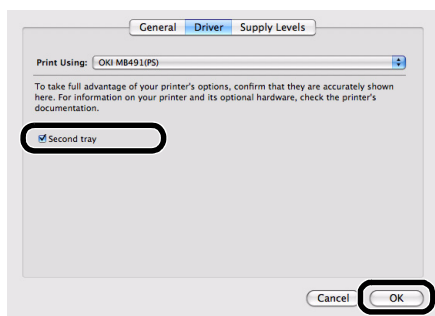 General Driver Supply Levels
Print Using: OKI MB491(PS)
To take full advantage of your printer's options, confirm that they are accurately shown
here. For information on your printer and its optional hardware, check the printer's
documentation.
Second tray
Cancel OK